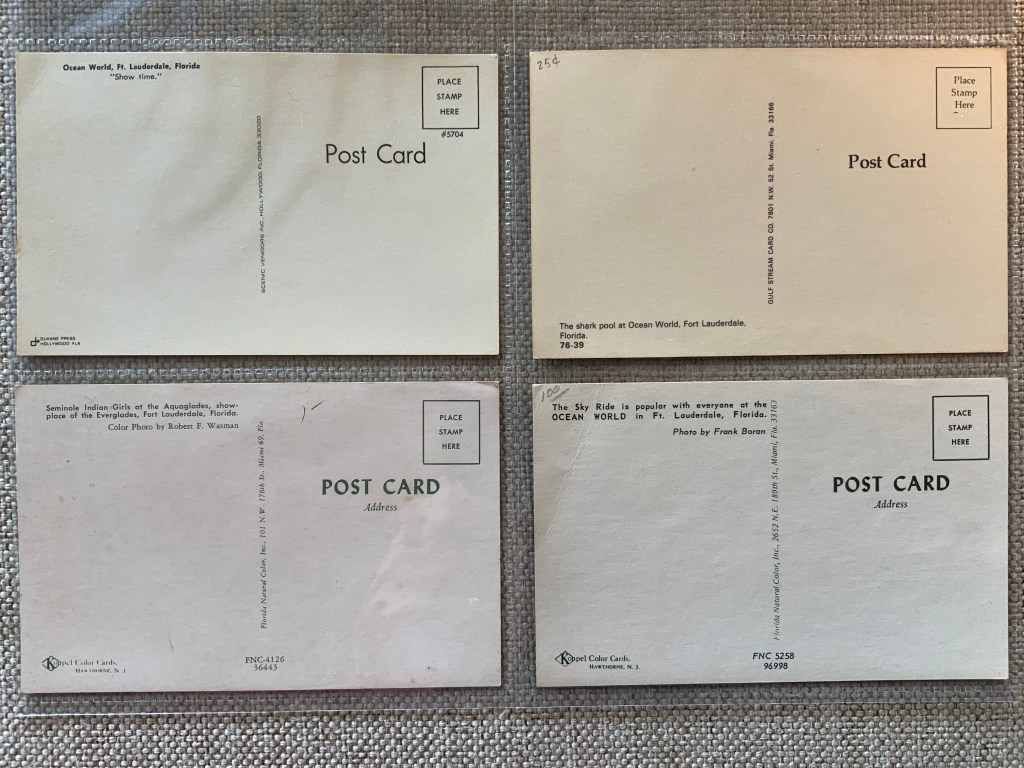 Ocean World, Ft. Lauderdale, Florida
"Show time."
PLACE
STAMP
HERE
#5704
Post Card
SCENIC VENDORS INC. HOLLYWOOD, FLORIDA 33020
DUKANE PRESS
HOLLYWOOD FLA
25¢
Place
Stamp
Here
Post Card
GULF STREAM CARD CO. 7801 N.W. 52 St. Miami, Fla. 33166
The shark pool at Ocean World, Fort Lauderdale,
Florida.
76-39
Seminole Indian Girls at the Aquaglades, show-
place of the Everglades, Fort Lauderdale, Florida.
Color Photo by Robert F. Wasman
1-
PLACE
STAMP
HERE
POST CARD
Address
Florida Natural Color, Inc., 101 N.W. 176th St., Miami 69, Fla.
Koppel Color Cards.
HAWTHORNE, N. J.
FNC-4126
36443
100
The Sky Ride is popular with everyone at the
OCEAN WORLD in Ft. Lauderdale, Florida.
Photo by Frank Boran
PLACE
STAMP
HERE
POST CARD
Address
Florida Natural Color, Inc., 2652 N.E. 189th St., Miami, Fla. 33163
Koppel Color Cards.
HAWTHORNE, N. J.
FNC 5258
96998